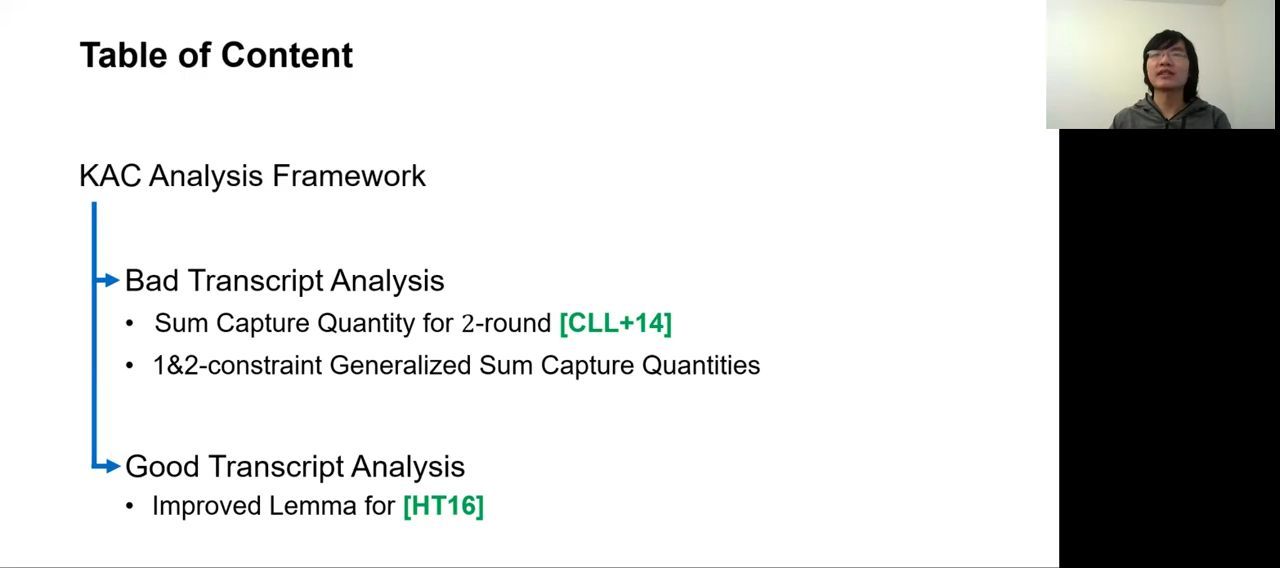 Table of Content
KAC Analysis Framework
Bad Transcript Analysis
• Sum Capture Quantity for 2-round [CLL+14]
• 1&2-constraint Generalized Sum Capture Quantities
Good Transcript Analysis
• Improved Lemma for [HT16]